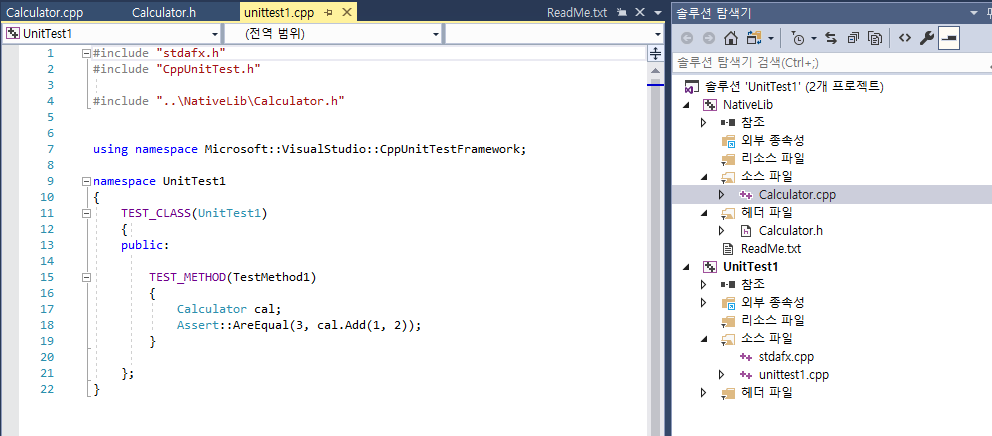 Calculator.cpp
Calculator.h
unittest1.cpp
ReadMe.txt
UnitTest1
(전역 범위)
1 #include "stdafx.h"
2 #include "CppUnitTest.h"
3
4 #include "..\NativeLib\Calculator.h"
5
6
7 using namespace Microsoft::VisualStudio::CppUnitTestFramework;
8
9 namespace UnitTest1
10 {
11 TEST_CLASS(UnitTest1)
12 {
13 public:
14
15 TEST_METHOD(TestMethod1)
16 {
17 Calculator cal;
18 Assert::AreEqual(3, cal.Add(1, 2));
19 }
20
21 };
22 }
솔루션 탐색기
솔루션 탐색기 검색(Ctrl+;)
솔루션 'UnitTest1' (2개 프로젝트)
NativeLib
참조
외부 종속성
리소스 파일
소스 파일
Calculator.cpp
헤더 파일
Calculator.h
ReadMe.txt
UnitTest1
참조
외부 종속성
리소스 파일
소스 파일
stdafx.cpp
unittest1.cpp
헤더 파일